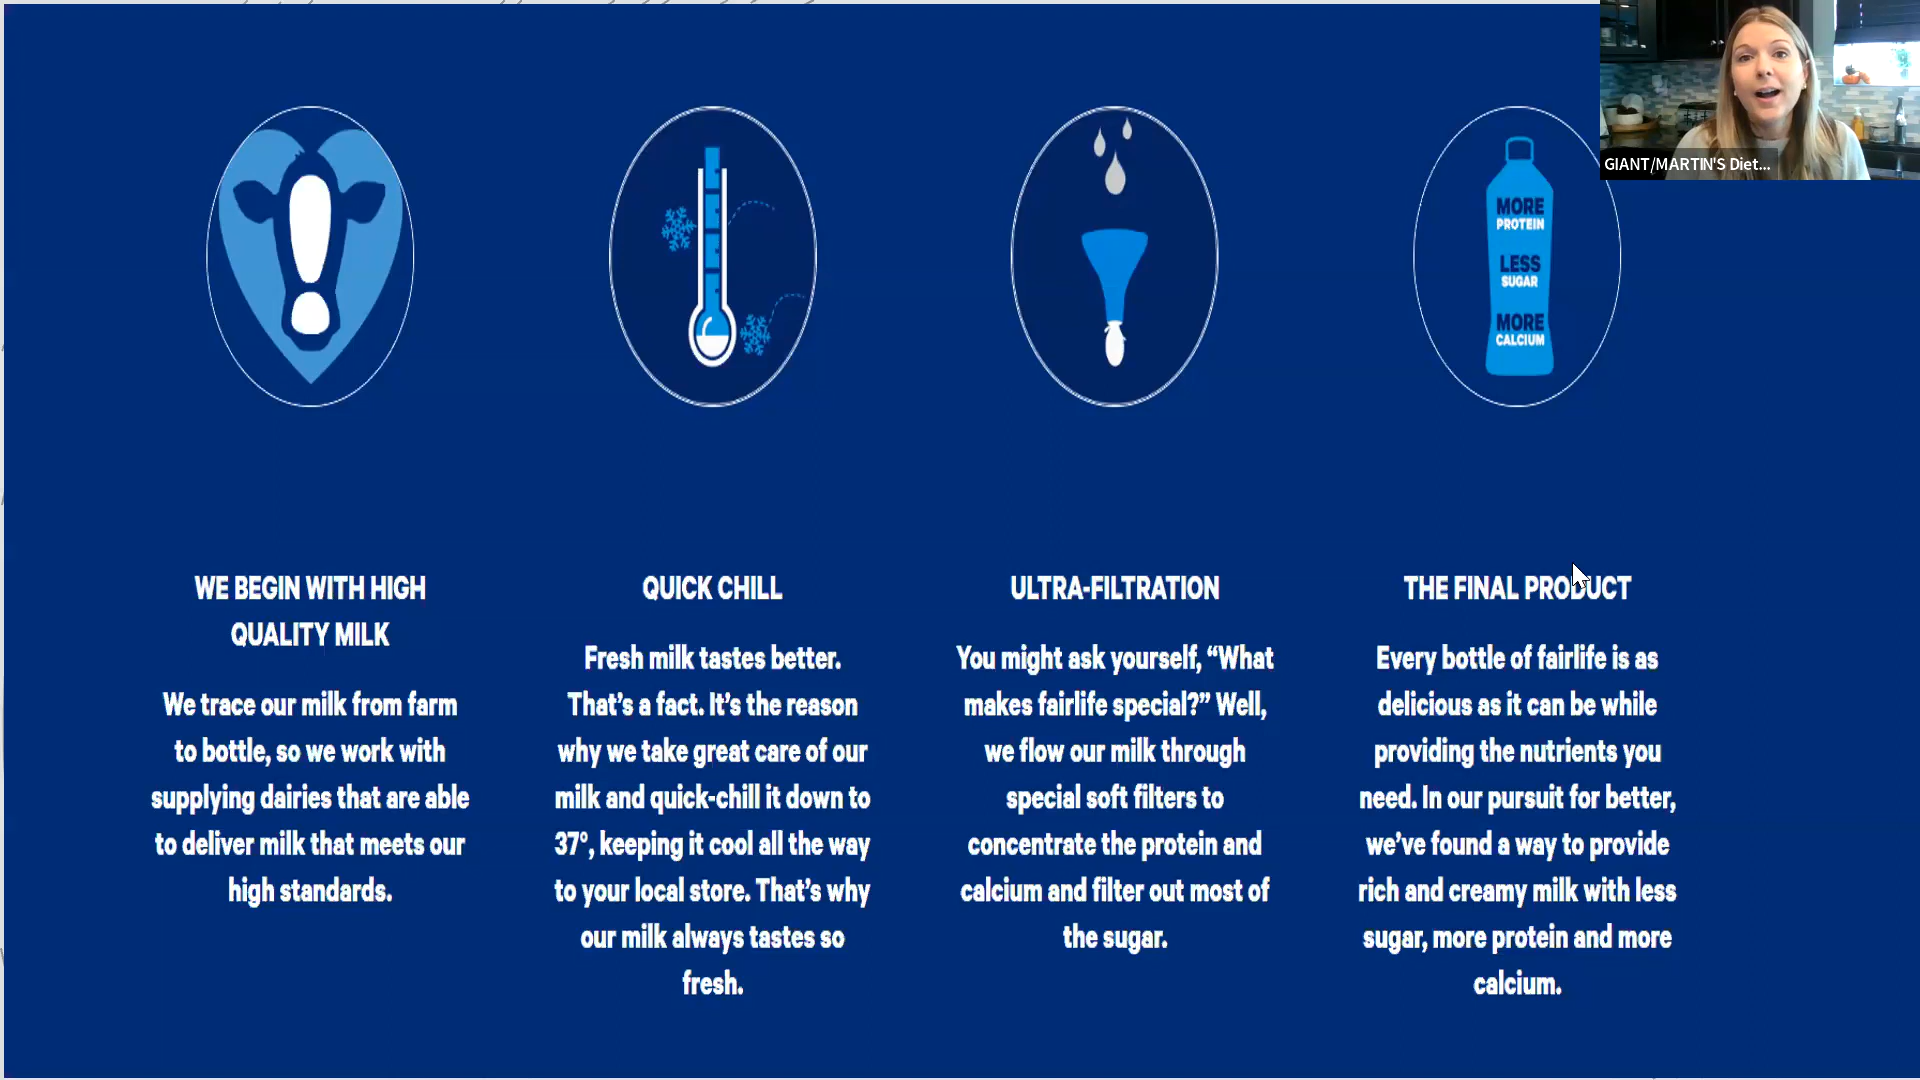 GIANT/MARTIN'S Diet...
MORE
PROTEIN
LESS
SUGAR
MORE
CALCIUM
WE BEGIN WITH HIGH
QUALITY MILK
We trace our milk from farm
to bottle, so we work with
supplying dairies that are able
to deliver milk that meets our
high standards.
QUICK CHILL
Fresh milk tastes better.
That’s a fact. It’s the reason
why we take great care of our
milk and quick-chill it down to
37°, keeping it cool all the way
to your local store. That’s why
our milk always tastes so
fresh.
ULTRA-FILTRATION
You might ask yourself, “What
makes fairlife special?” Well,
we flow our milk through
special soft filters to
concentrate the protein and
calcium and filter out most of
the sugar.
THE FINAL PRODUCT
Every bottle of fairlife is as
delicious as it can be while
providing the nutrients you
need. In our pursuit for better,
we’ve found a way to provide
rich and creamy milk with less
sugar, more protein and more
calcium.